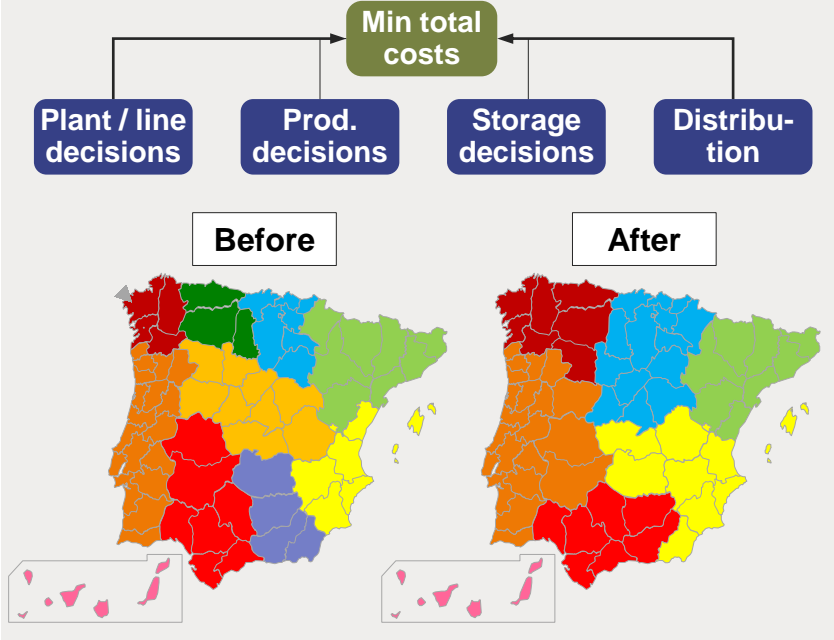 Min total
costs
Plant / line
decisions
Prod.
decisions
Storage
decisions
Distribu-
tion
Before
After